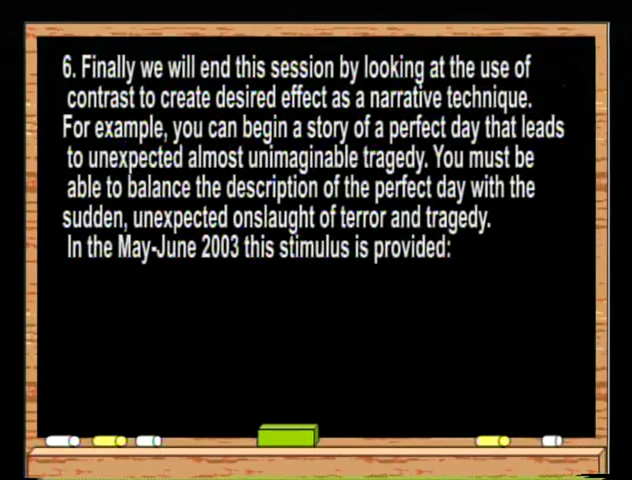 6. Finally we will end this session by looking at the use of
contrast to create desired effect as a narrative technique.
For example, you can begin a story of a perfect day that leads
to unexpected almost unimaginable tragedy. You must be
able to balance the description of the perfect day with the
sudden, unexpected onslaught of terror and tragedy.
In the May-June 2003 this stimulus is provided: